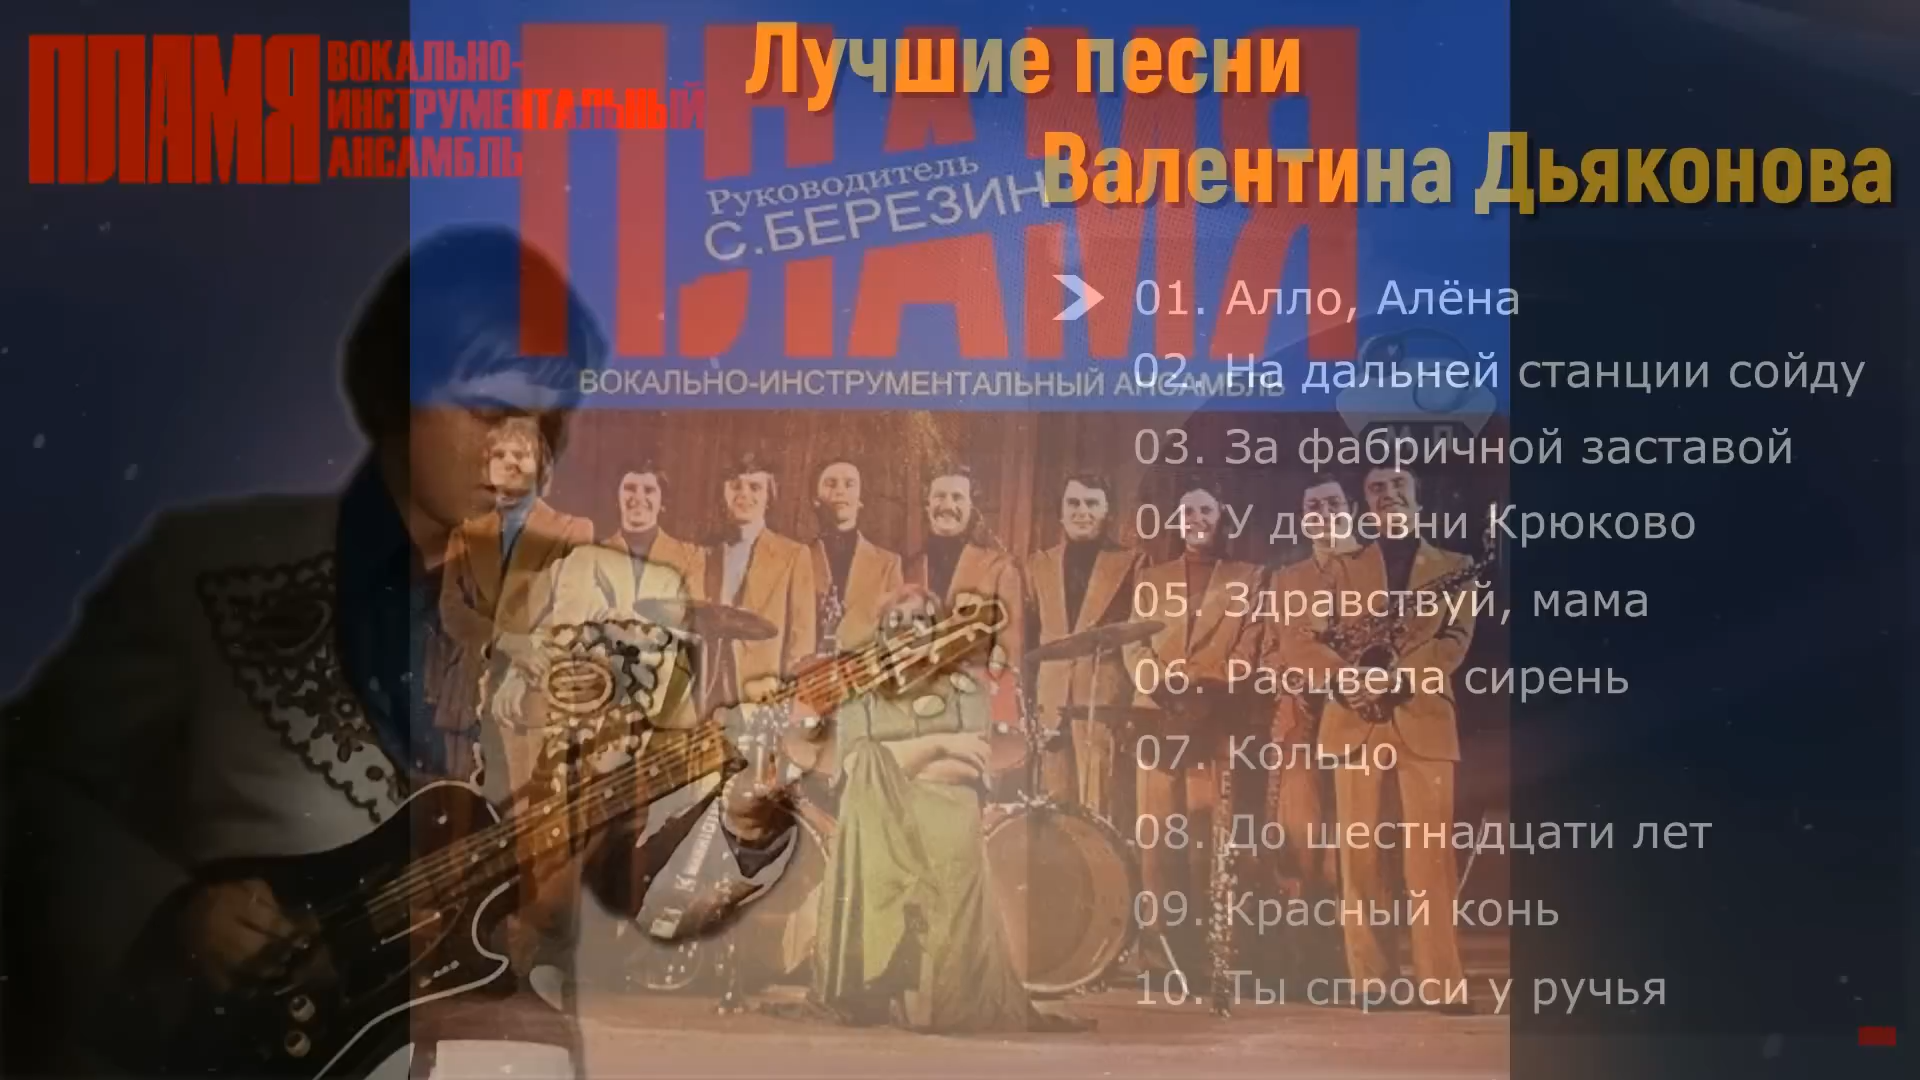 ПЛАМЯ
ВОКАЛЬНО-
ИНСТРУМЕНТАЛЬНЫЙ
АНСАМБЛЬ
Лучшие песни
Валентина Дьяконова
ПЛАМЯ
Руководитель
С.БЕРЕЗИН
ВОКАЛЬНО-ИНСТРУМЕНТАЛЬНЫЙ АНСАМБЛЬ
01. Алло, Алёна
02. На дальней станции сойду
03. За фабричной заставой
04. У деревни Крюково
05. Здравствуй, мама
06. Расцвела сирень
07. Кольцо
08. До шестнадцати лет
09. Красный конь
10. Ты спроси у ручья